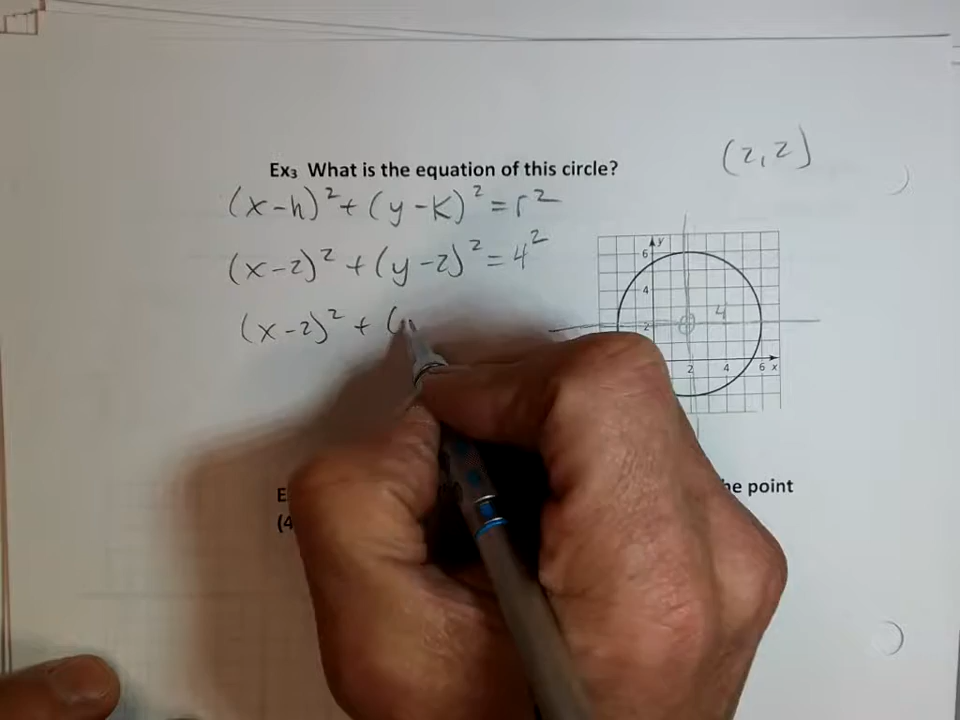 (2,2)
Ex3 What is the equation of this circle?
(x-h)² + (y-k)² = r²
(x-2)² + (y-2)² = 4²
(x-2)² + (
6 y
4
4
2
2 4 6 x
he point
(4